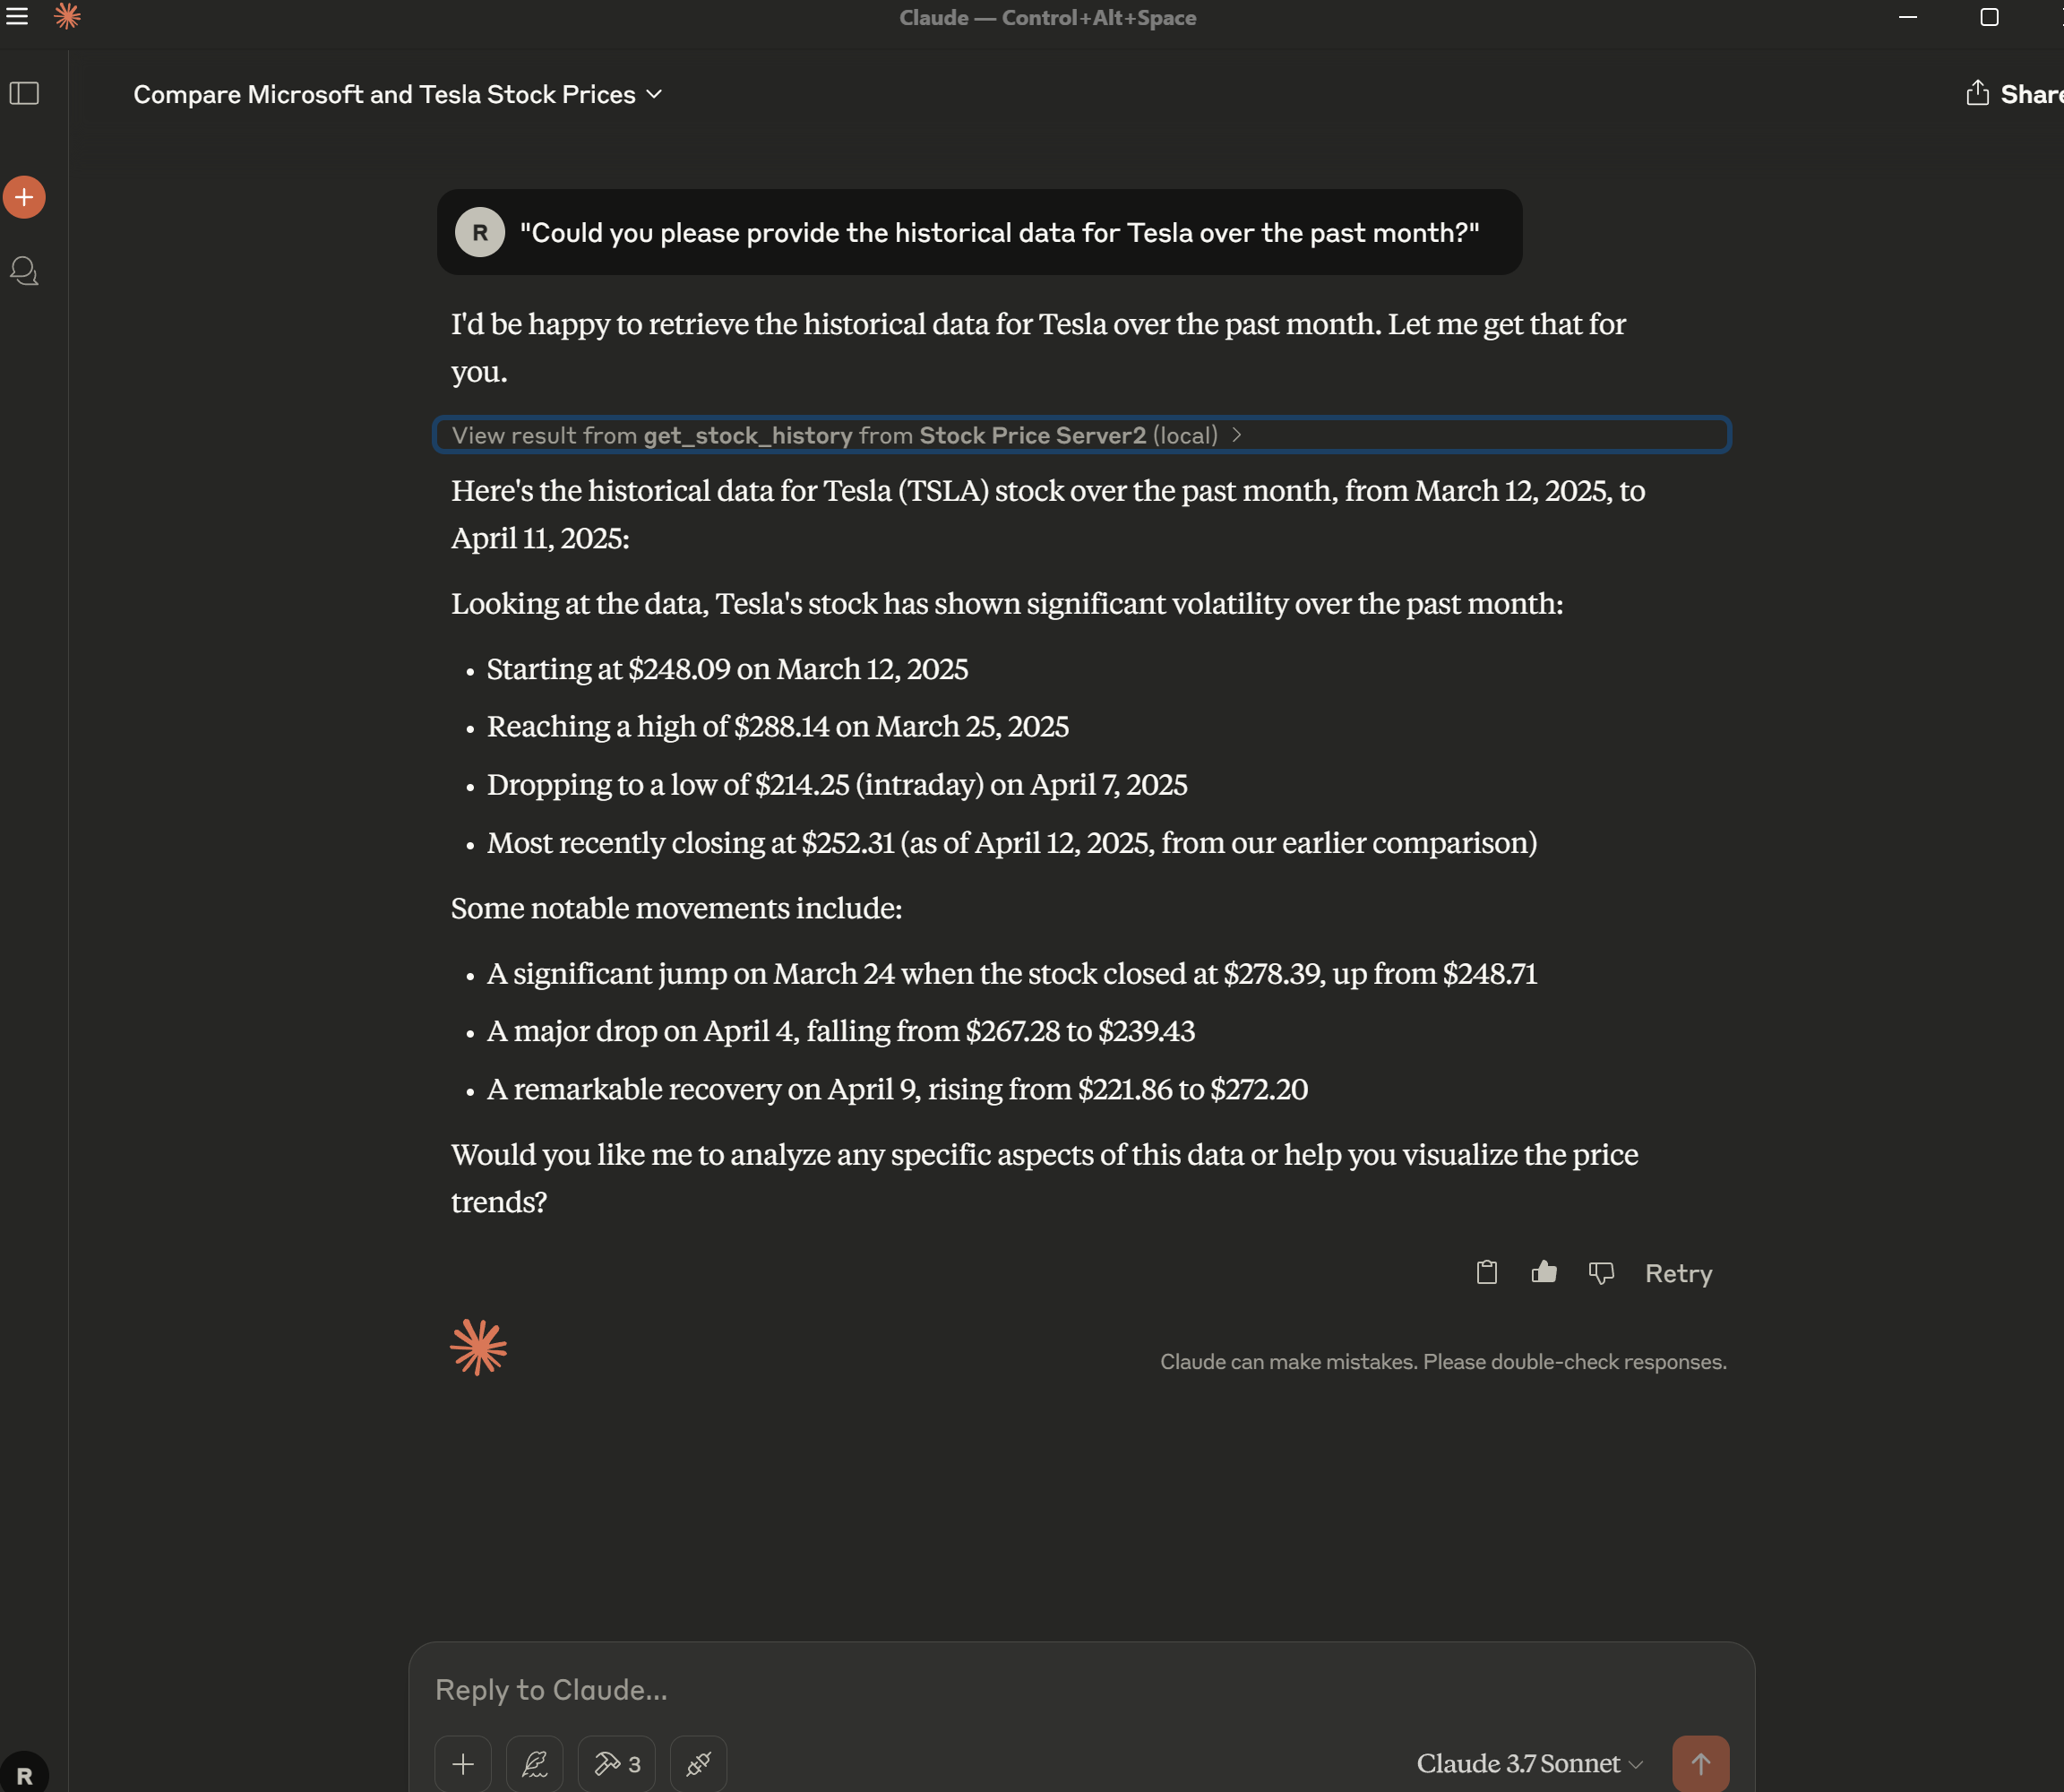 Claude — Control+Alt+Space
Compare Microsoft and Tesla Stock Prices
Share
R "Could you please provide the historical data for Tesla over the past month?"
I'd be happy to retrieve the historical data for Tesla over the past month. Let me get that for
you.
View result from get_stock_history from Stock Price Server2 (local)
Here's the historical data for Tesla (TSLA) stock over the past month, from March 12, 2025, to
April 11, 2025:
Looking at the data, Tesla's stock has shown significant volatility over the past month:
• Starting at $248.09 on March 12, 2025
• Reaching a high of $288.14 on March 25, 2025
• Dropping to a low of $214.25 (intraday) on April 7, 2025
• Most recently closing at $252.31 (as of April 12, 2025, from our earlier comparison)
Some notable movements include:
• A significant jump on March 24 when the stock closed at $278.39, up from $248.71
• A major drop on April 4, falling from $267.28 to $239.43
• A remarkable recovery on April 9, rising from $221.86 to $272.20
Would you like me to analyze any specific aspects of this data or help you visualize the price
trends?
Retry
Claude can make mistakes. Please double-check responses.
Reply to Claude...
3
Claude 3.7 Sonnet
R